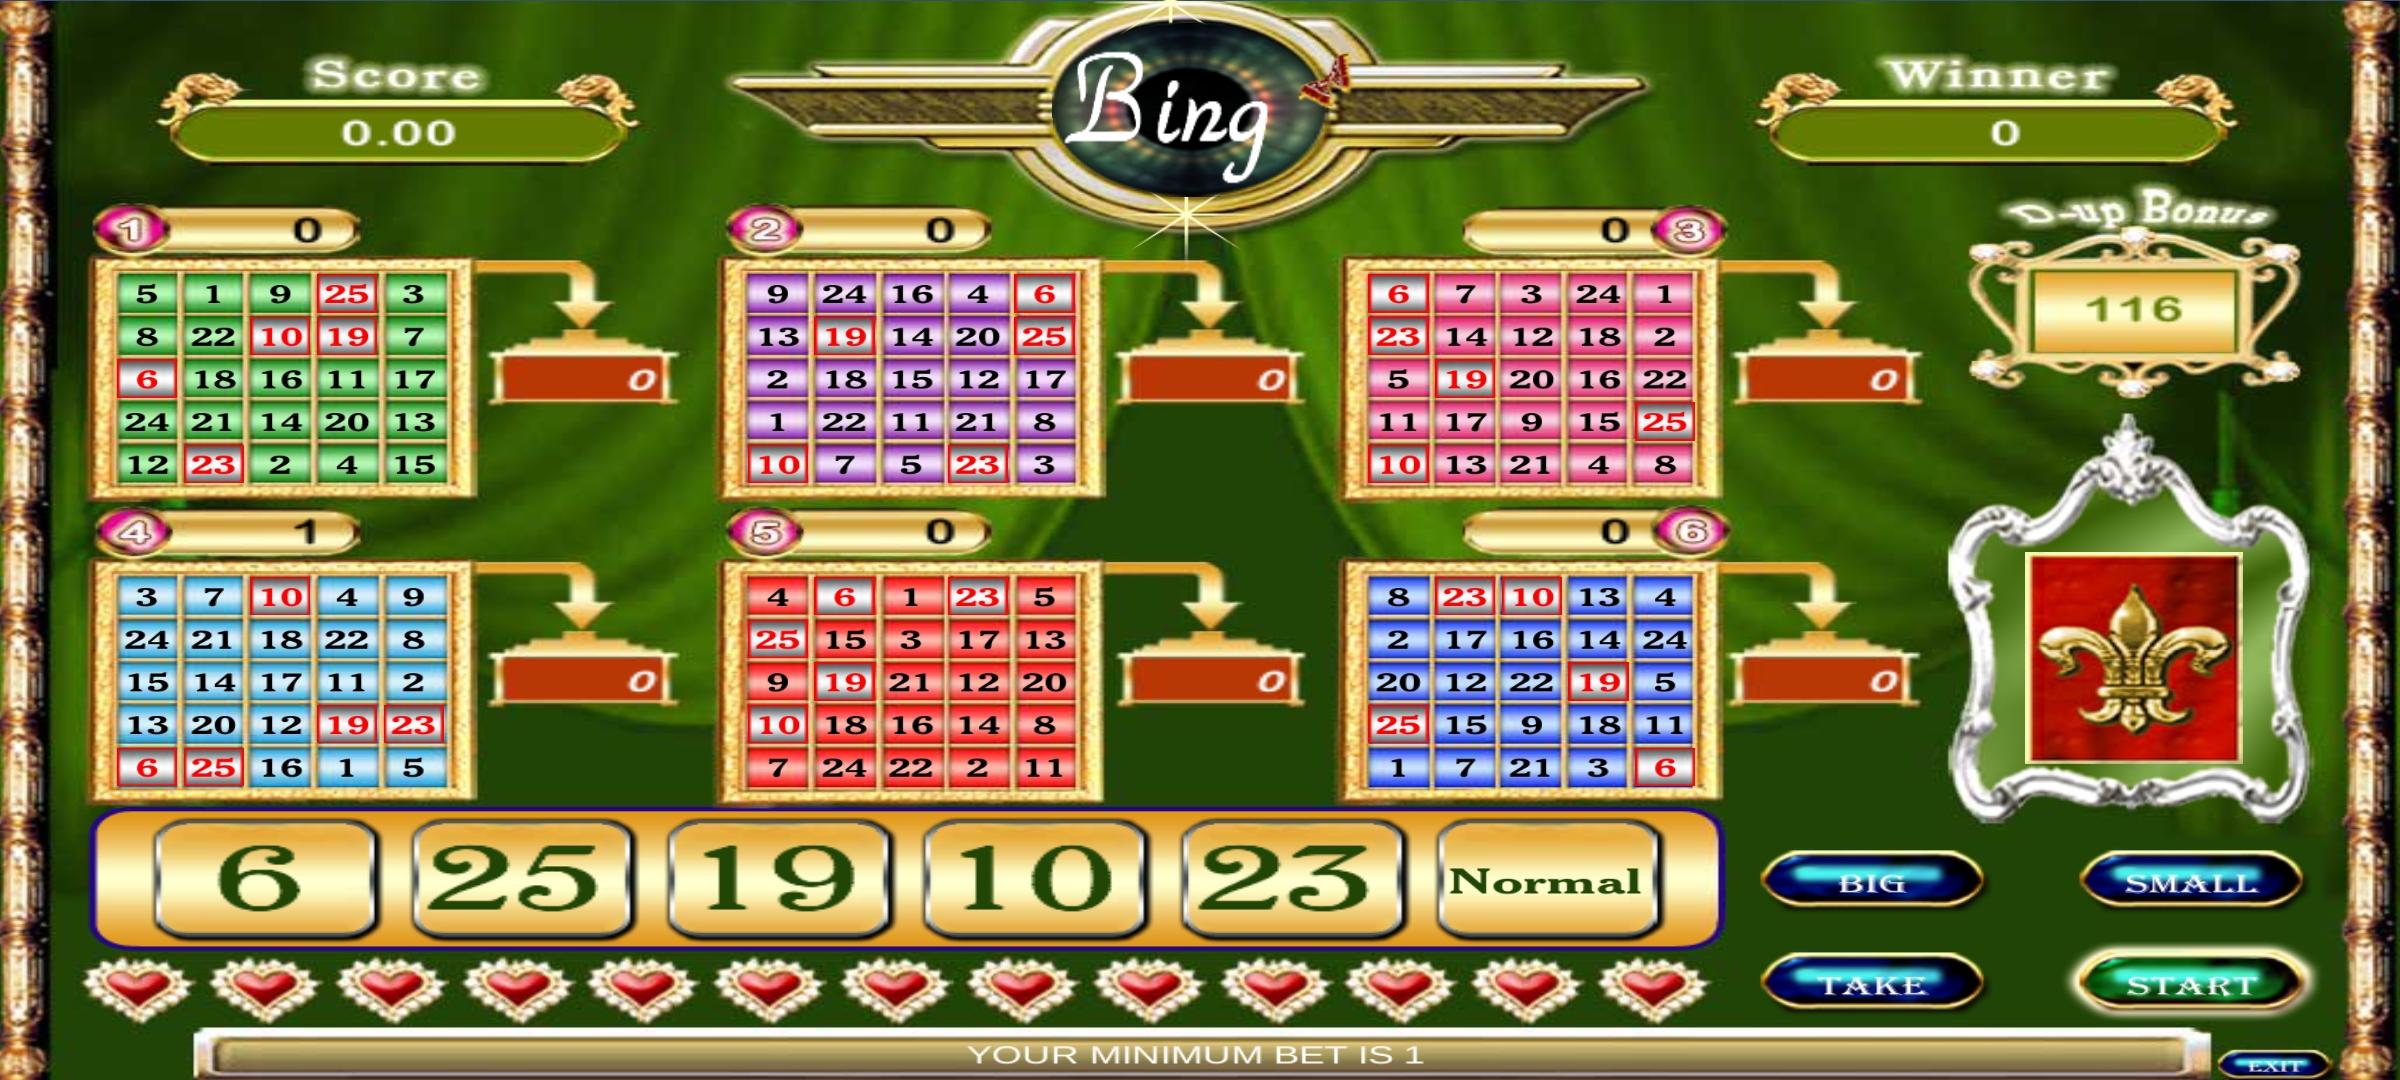 Score
0.00
Bing
Winner
0
D-up Bonus
116
1 0
5 1 9 25 3
8 22 10 19 7
6 18 16 11 17
24 21 14 20 13
12 23 2 4 15
0
2 0
9 24 16 4 6
13 19 14 20 25
2 18 15 12 17
1 22 11 21 8
10 7 5 23 3
0
0 3
6 7 3 24 1
23 14 12 18 2
5 19 20 16 22
11 17 9 15 25
10 13 21 4 8
0
4 1
3 7 10 4 9
24 21 18 22 8
15 14 17 11 2
13 20 12 19 23
6 25 16 1 5
0
5 0
4 6 1 23 5
25 15 3 17 13
9 19 21 12 20
10 18 16 14 8
7 24 22 2 11
0
0 6
8 23 10 13 4
2 17 16 14 24
20 12 22 19 5
25 15 9 18 11
1 7 21 3 6
0
6 25 19 10 23 Normal
BIG SMALL
TAKE START
YOUR MINIMUM BET IS 1
EXIT